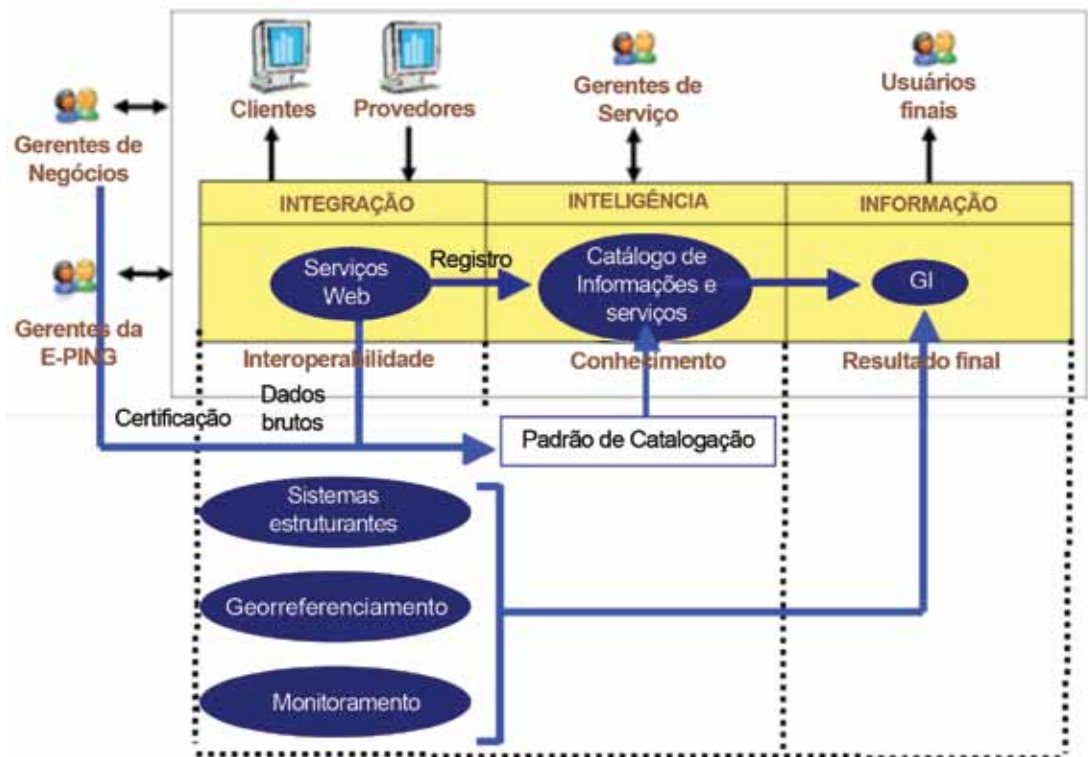 Clientes
Provedores
Gerentes de
Serviço
Usuários
finais
Gerentes de
Negócios
INTEGRAÇÃO
INTELIGÊNCIA
INFORMAÇÃO
Serviços
Web
Registro
Catálogo de
Informações e
serviços
GI
Gerentes da
E-PING
Interoperabilidade
Conhecimento
Resultado final
Certificação
Dados
brutos
Padrão de Catalogação
Sistemas
estruturantes
Georreferenciamento
Monitoramento